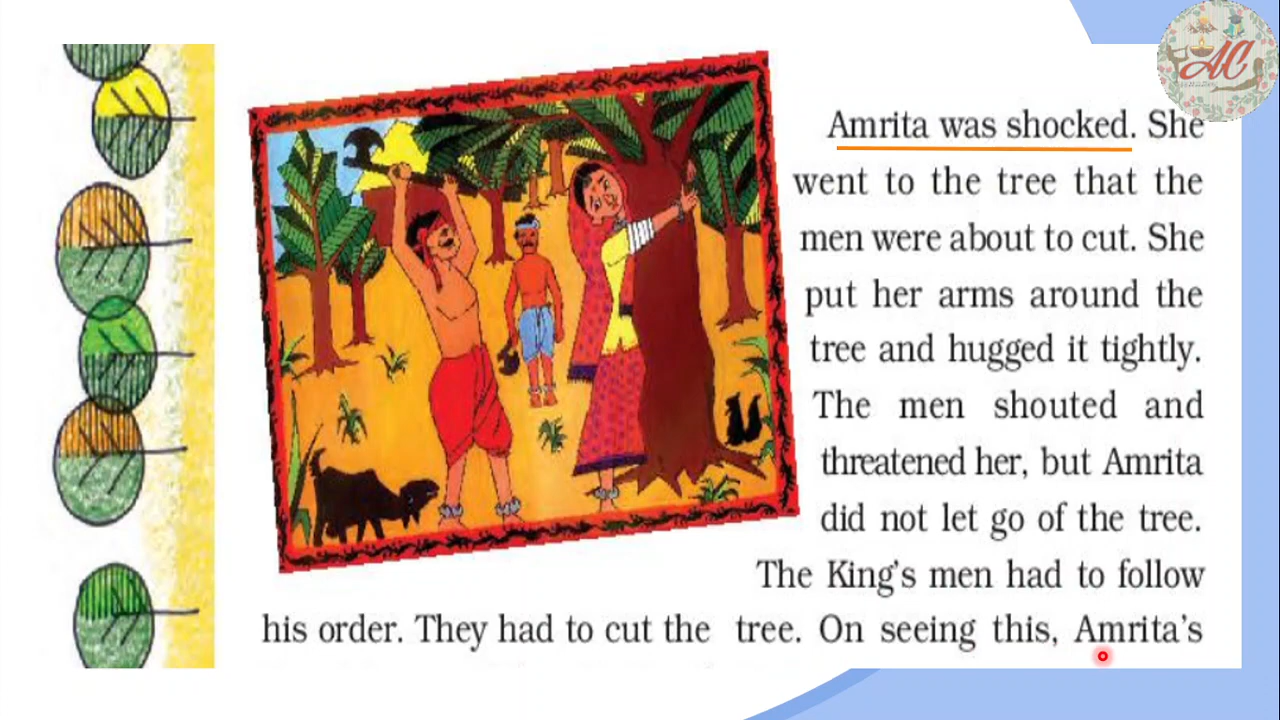 AC
Amrita was shocked. She
went to the tree that the
men were about to cut. She
put her arms around the
tree and hugged it tightly.
The men shouted and
threatened her, but Amrita
did not let go of the tree.
The King's men had to follow
his order. They had to cut the tree. On seeing this, Amrita's